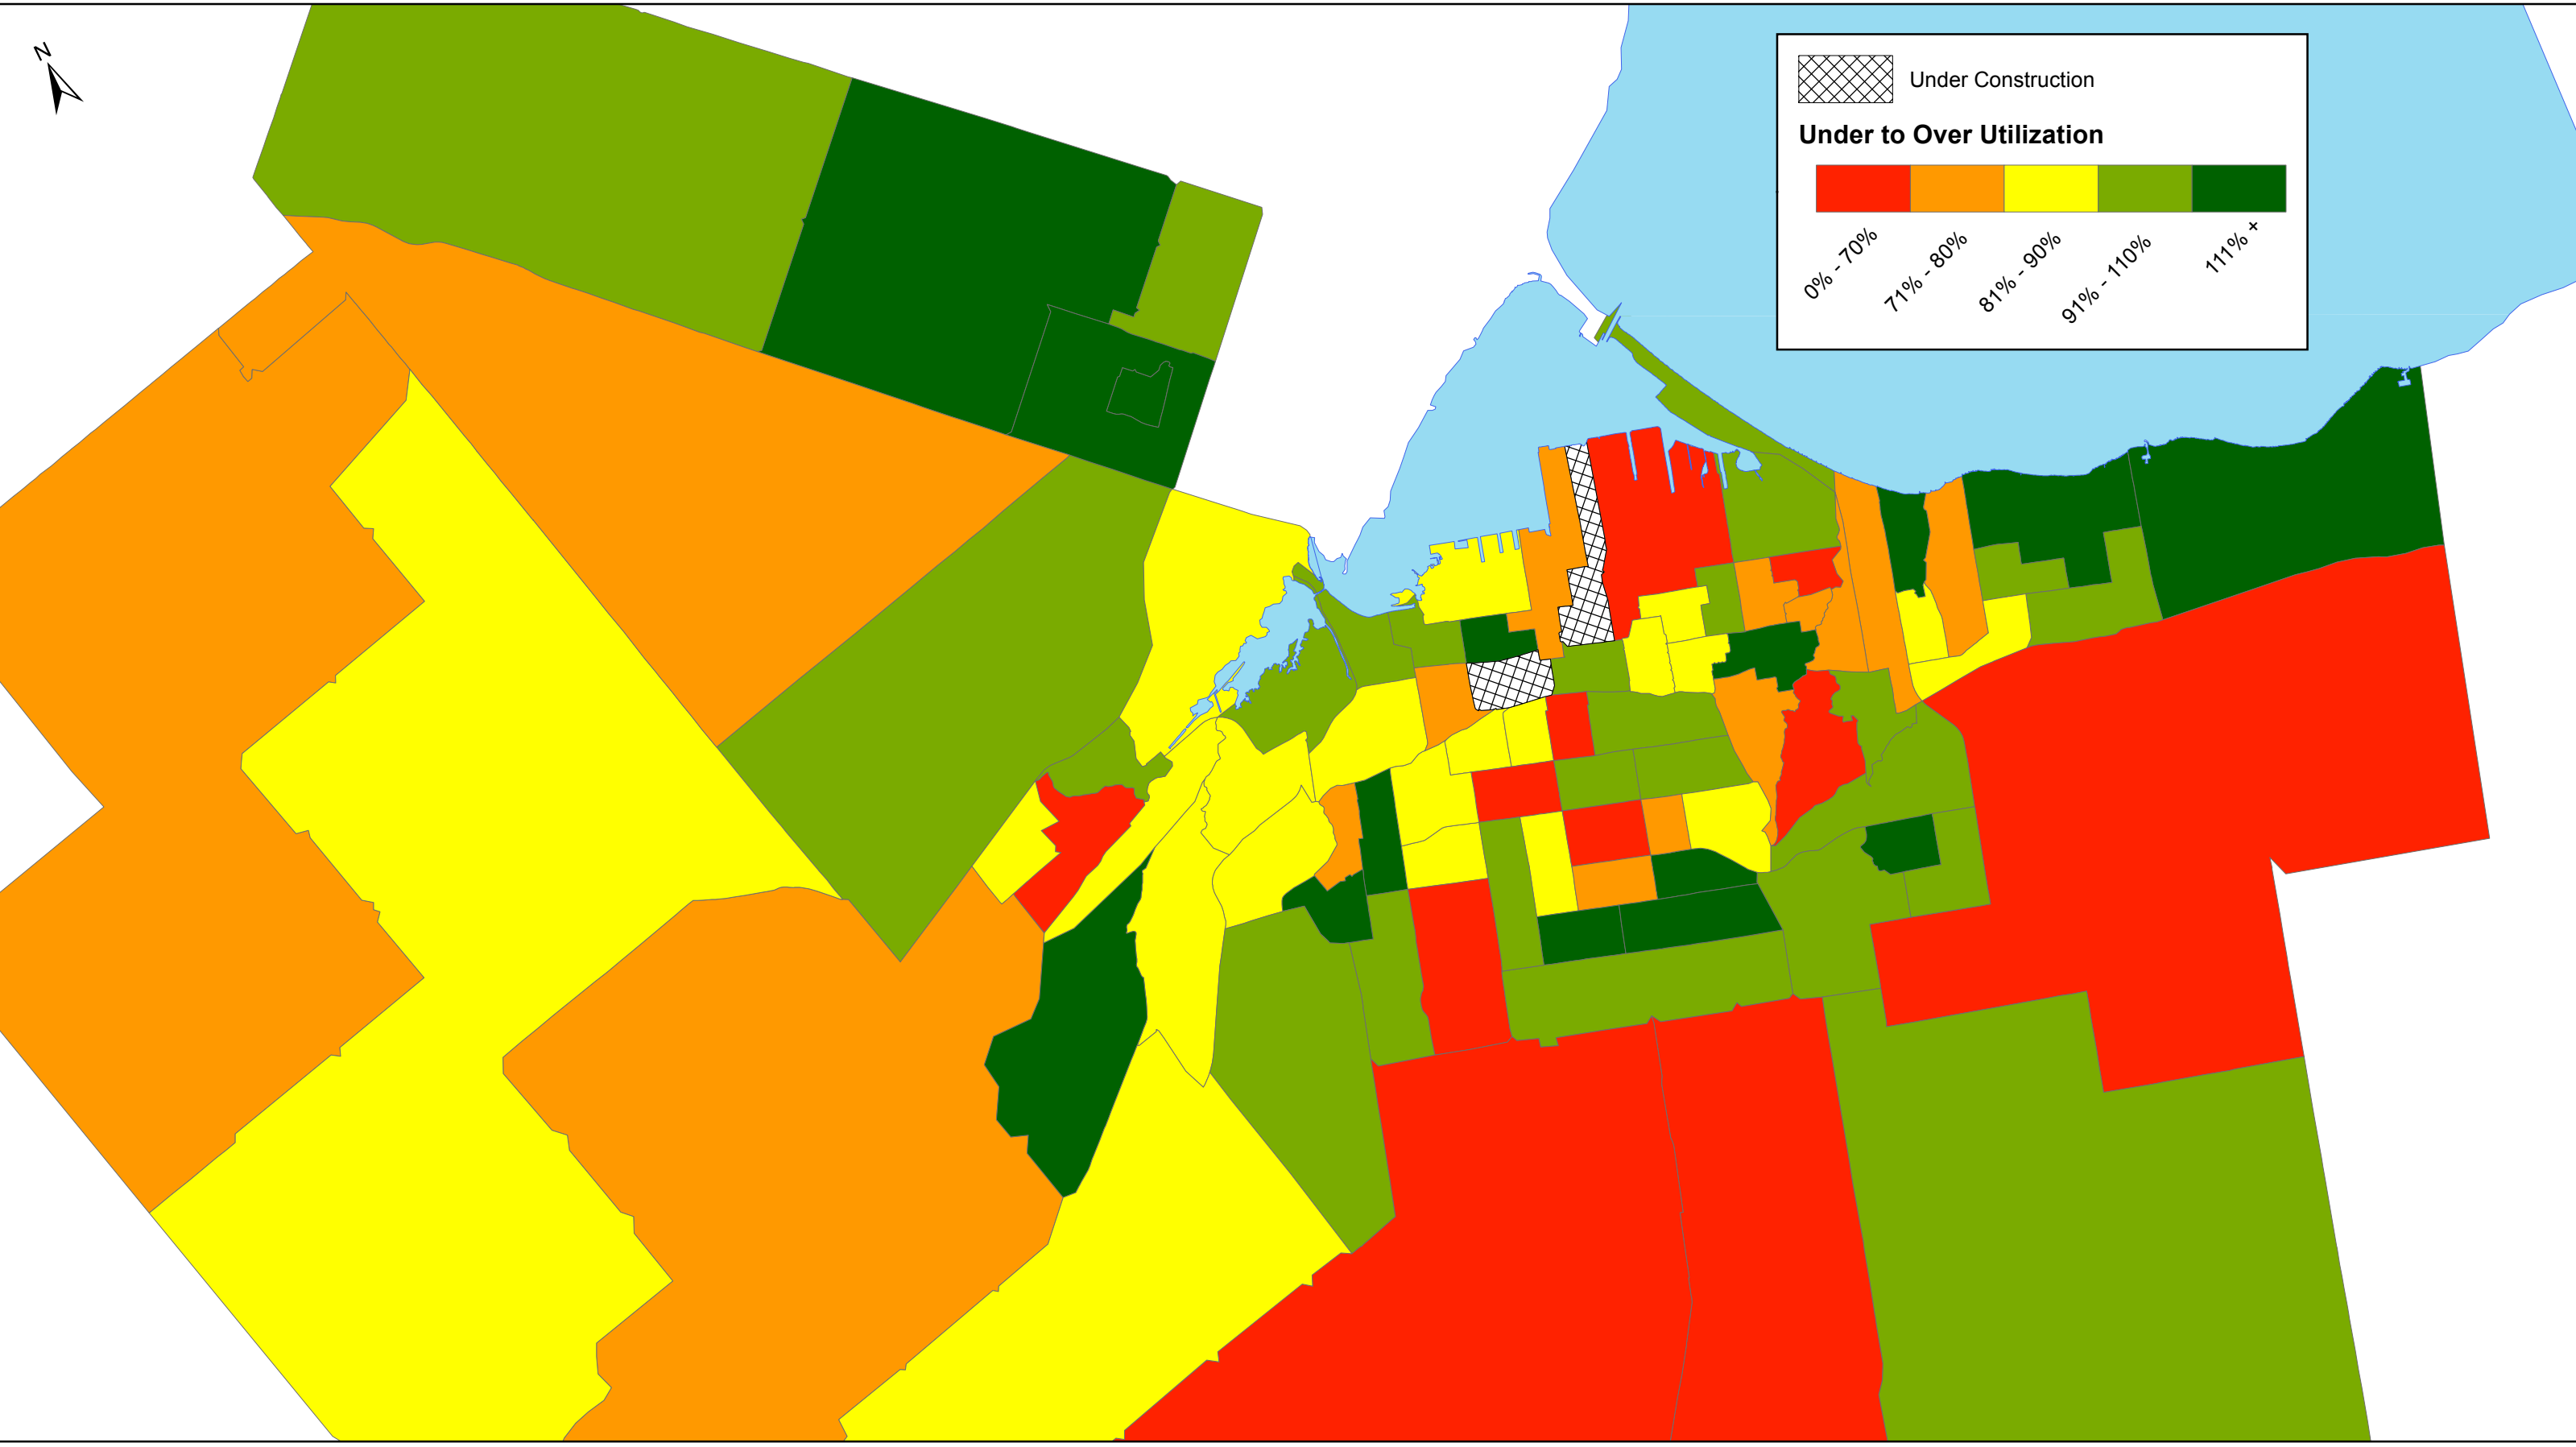 N
Under Construction
Under to Over Utilization
0% - 70%
71% - 80%
81% - 90%
91% - 110%
111% +